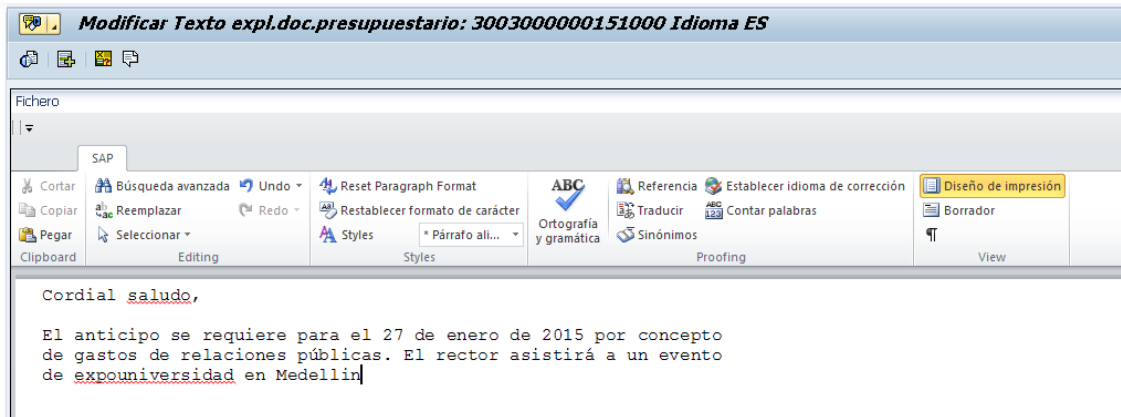 Modificar Texto expl.doc.presupuestario: 3003000000151000 Idioma ES
Fichero
SAP
Cortar
Búsqueda avanzada
Undo
Reset Paragraph Format
ABC
Referencia
Establecer idioma de corrección
Diseño de impresión
Copiar
Reemplazar
Redo
Restablecer formato de carácter
Ortografía
y gramática
Traducir
ABC
123
Contar palabras
Borrador
Pegar
Seleccionar
Styles
* Párrafo ali...
Sinónimos
¶
Clipboard
Editing
Styles
Proofing
View
Cordial saludo,
El anticipo se requiere para el 27 de enero de 2015 por concepto
de gastos de relaciones públicas. El rector asistirá a un evento
de expouniversidad en Medellin